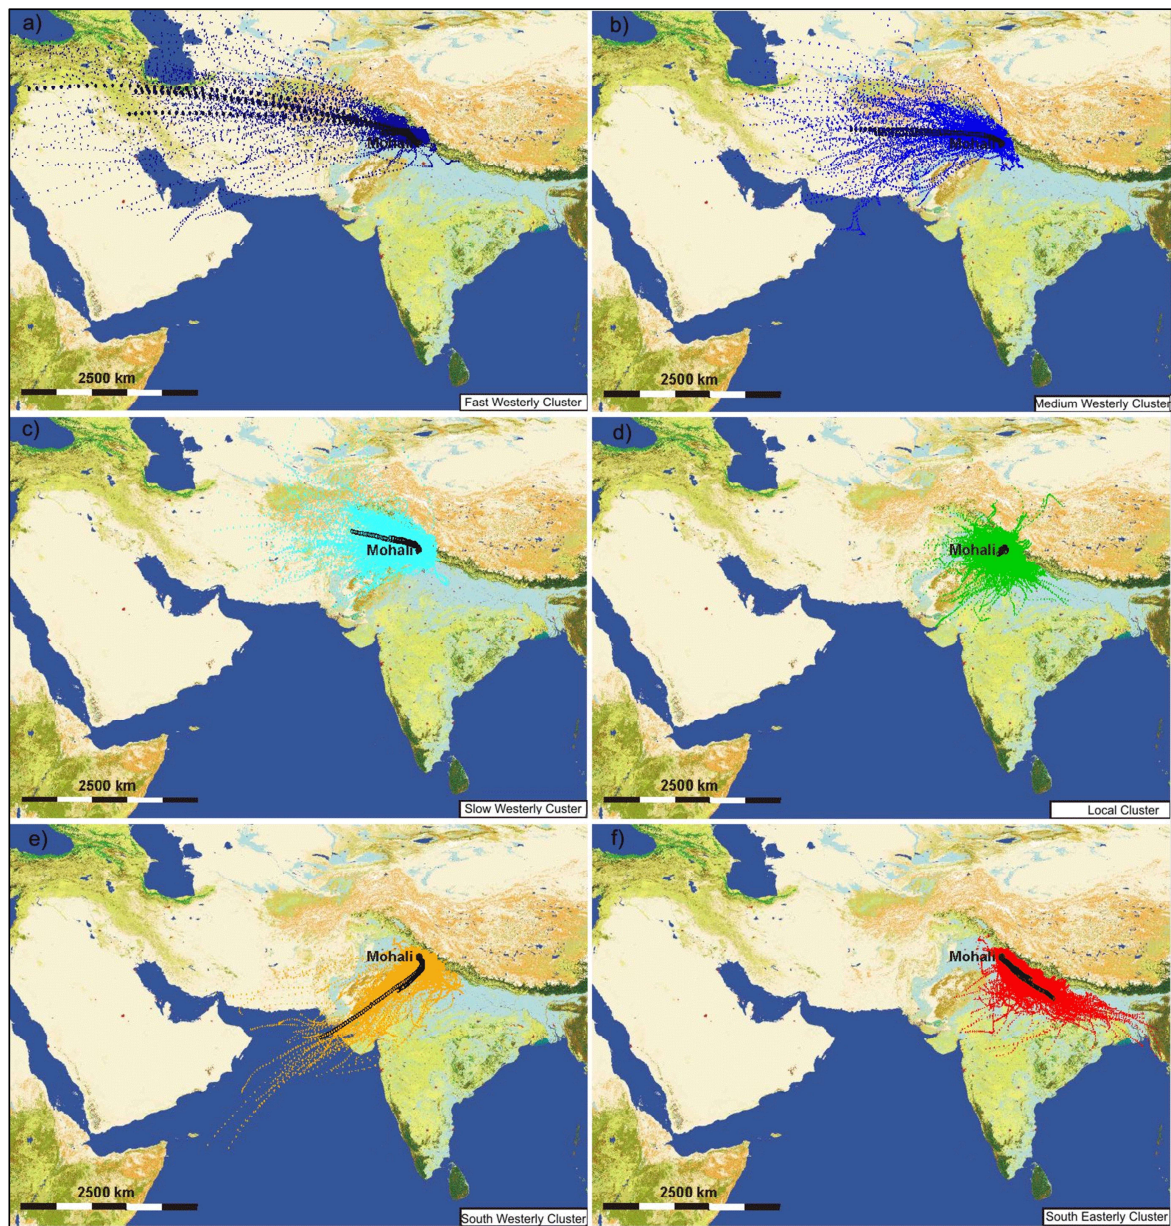 a)
Mohali
2500 km
Fast Westerly Cluster
b)
Mohali
2500 km
Medium Westerly Cluster
c)
Mohali
2500 km
Slow Westerly Custer
d)
Mohali
2500 km
Local Cluster
e)
Mohali
2500 km
South Westerly Cluster
f)
Mohali
2500 km
South Easterly Cluster